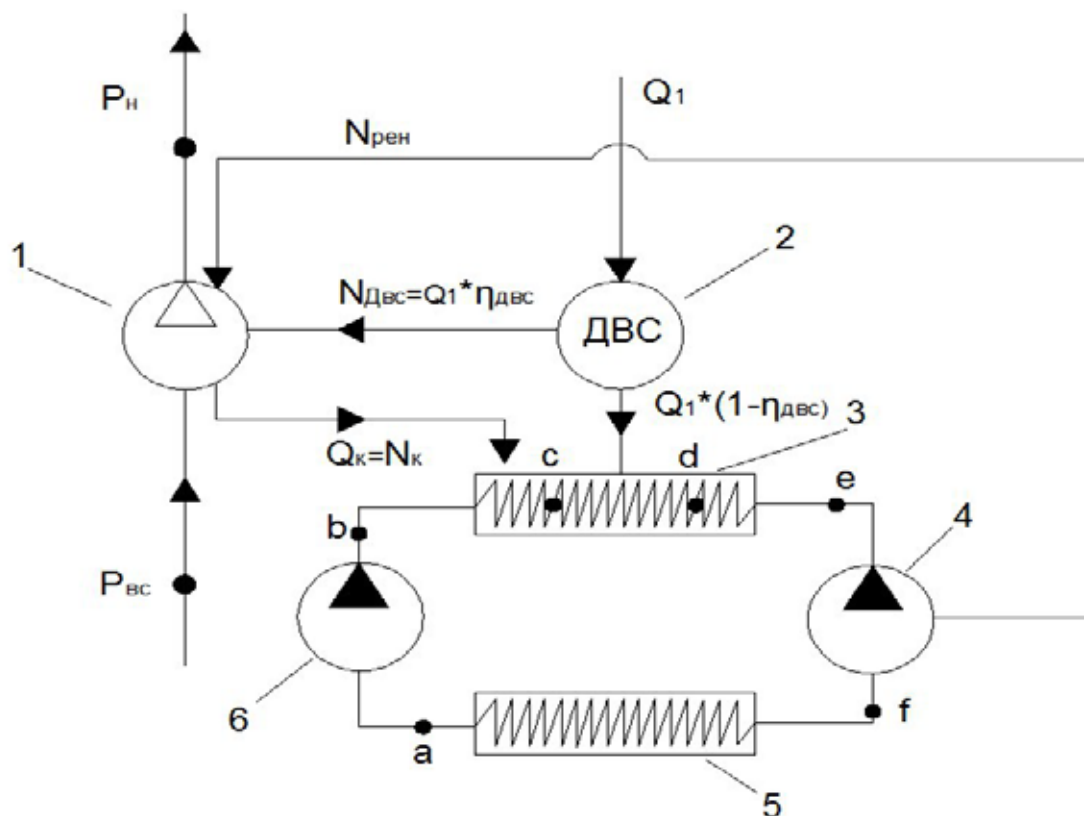 Pн
Q1
Nрен
1
2
NДвс=Q1*ηдвс
ДВС
Q1*(1-ηдвс)
3
Qк=Nк
c
d
e
b
4
Pвс
6
f
a
5